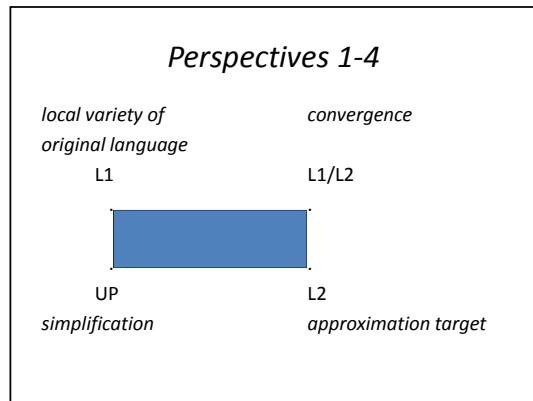 Perspectives 1-4
local variety of convergence
original language
L1 L1/L2
UP L2
simplification approximation target